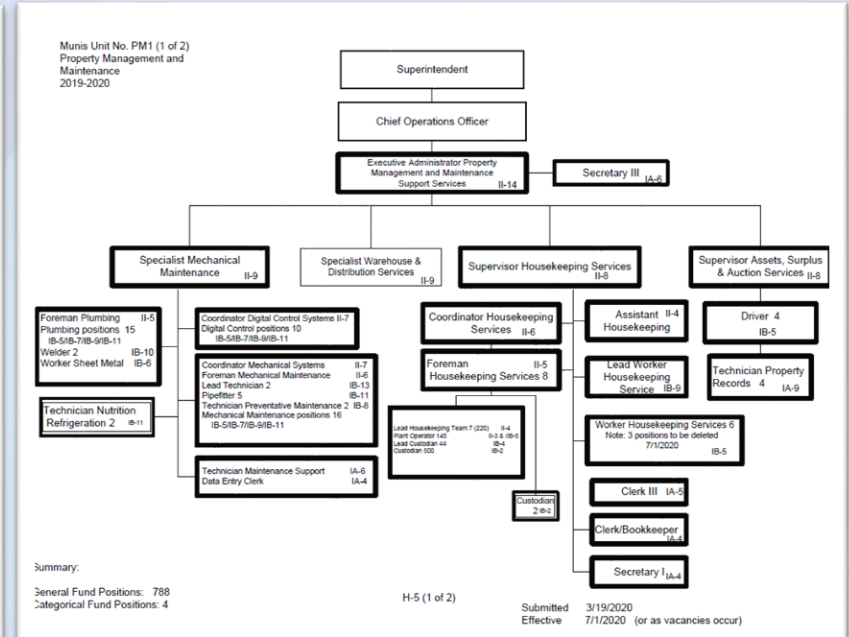 Munis Unit No. PM1 (1 of 2)
Property Management and
Maintenance
2019-2020
Superintendent
Chief Operations Officer
Executive Administrator Property
Management and Maintenance
Support Services II-14
Secretary III IA-6
Specialist Mechanical
Maintenance II-9
Specialist Warehouse &
Distribution Services
II-9
Supervisor Housekeeping Services
II-8
Supervisor Assets, Surplus
& Auction Services II-8
Foreman Plumbing II-5
Plumbing positions 15
IB-5/IB-7/IB-9/IB-11
Welder 2 IB-10
Worker Sheet Metal IB-6
Technician Nutrition
Refrigeration 2 IB-11
Coordinator Digital Control Systems II-7
Digital Control positions 10
IB-5/IB-7/IB-9/IB-11
Coordinator Mechanical Systems II-7
Foreman Mechanical Maintenance II-6
Lead Technician 2 IB-13
Pipefitter 5 IB-11
Technician Preventative Maintenance 2 IB-8
Mechanical Maintenance positions 16
IB-5/IB-7/IB-9/IB-11
Technician Maintenance Support IA-6
Data Entry Clerk IA-4
Coordinator Housekeeping
Services II-6
Foreman II-5
Housekeeping Services 8
Lead Housekeeping Team 7 (220) II-4
Plant Operator 145
Lead Custodian 44 IB-4
Custodian 500 IB-2
Custodian
2 IB-2
Assistant II-4
Housekeeping
Lead Worker
Housekeeping
Service IB-9
Worker Housekeeping Services 6
Note: 3 positions to be deleted
7/1/2020
IB-5
Clerk III IA-5
Clerk/Bookkeeper
IA-4
Secretary I IA-4
Driver 4
IB-5
Technician Property
Records 4 IA-9
Summary:
General Fund Positions: 788
Categorical Fund Positions: 4
H-5 (1 of 2)
Submitted 3/19/2020
Effective 7/1/2020 (or as vacancies occur)